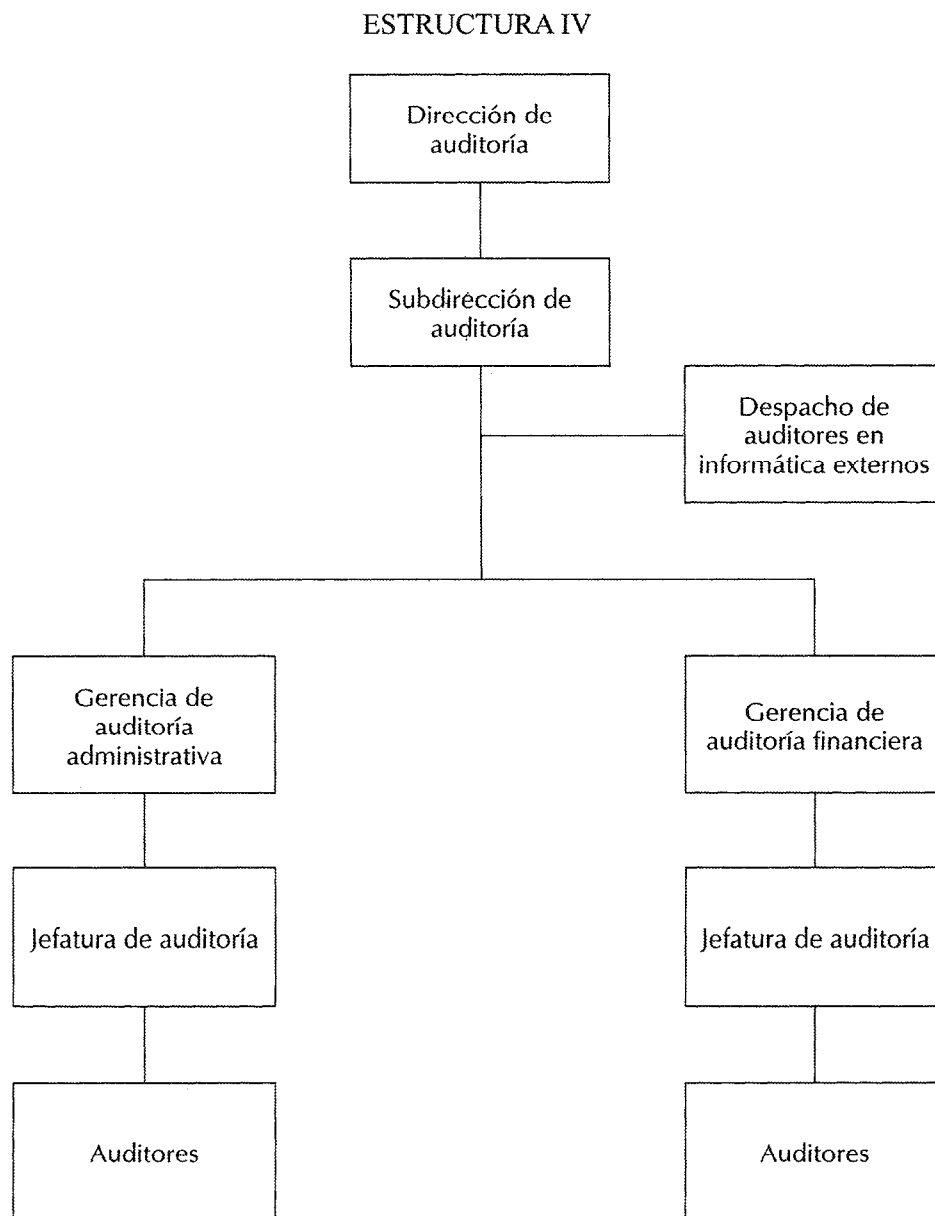 ESTRUCTURA IV
Dirección de
auditoría
Subdirección de
auditoría
Despacho de
auditores en
informática externos
Gerencia de
auditoría
administrativa
Gerencia de
auditoría financiera
Jefatura de auditoría
Jefatura de auditoría
Auditores
Auditores